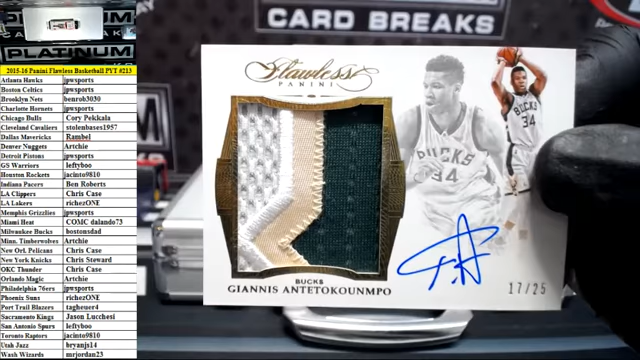 CARD BREAKS
PLATINUM
2015-16 Panini Flawless Basketball PYT #213
Atlanta Hawks jpwsports
Boston Celtics jpwsports
Brooklyn Nets benrob3030
Charlotte Hornets jpwsports
Chicago Bulls Cory Pekkala
Cleveland Cavaliers stolenbases1957
Dallas Mavericks Rambel
Denver Nuggets Artchie
Detroit Pistons jpwsports
GS Warriors leftyboo
Houston Rockets jacinto9810
Indiana Pacers Ben Roberts
LA Clippers Chris Case
LA Lakers richezONE
Memphis Grizzlies jpwsports
Miami Heat COMC dalando73
Milwaukee Bucks bostonsdad
Minn. Timberwolves Artchie
New Orl. Pelicans Chris Case
New York Knicks Chris Steward
OKC Thunder Chris Case
Orlando Magic Artchie
Philadelphia 76ers jpwsports
Phoenix Suns richezONE
Port Trail Blazers tagheuer4
Sacramento Kings Jason Lucchesi
San Antonio Spurs leftyboo
Toronto Raptors jacinto9810
Utah Jazz bryanjs14
Wash Wizards mrjordan23
Flawless
PANINI
BUCKS
34
BUCKS
34
BUCKS
GIANNIS ANTETOKOUNMPO
17/25